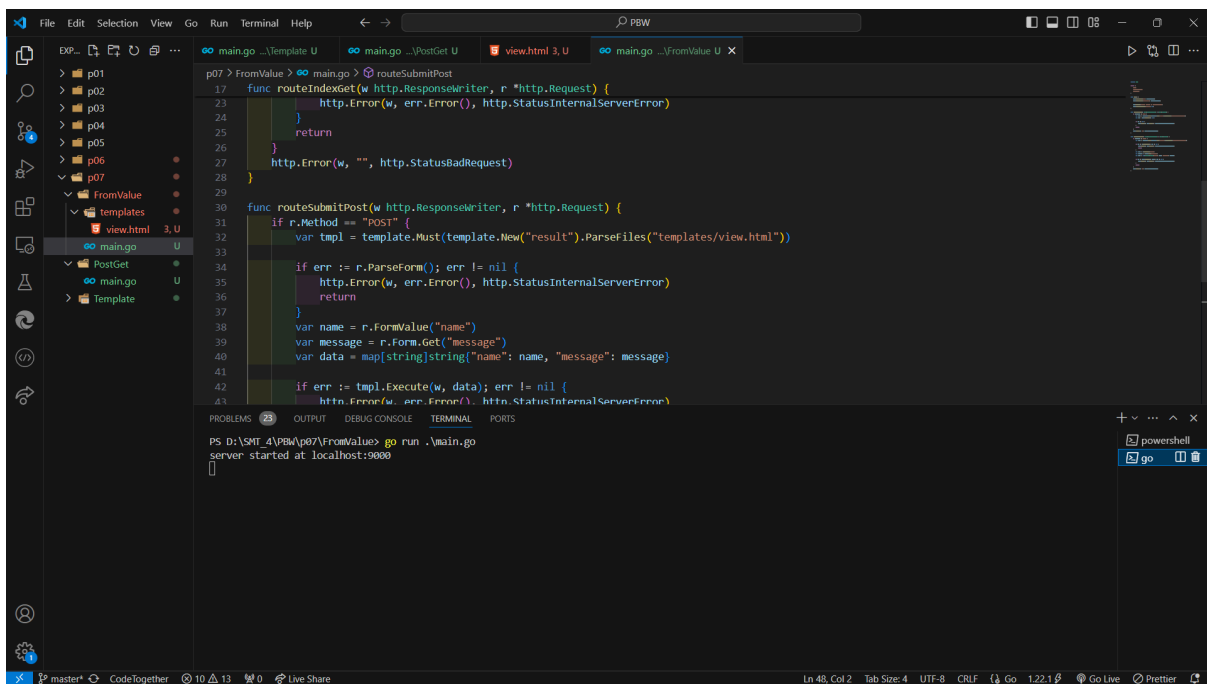 File Edit Selection View Go Run Terminal Help
PBW
EXP...
main.go ...\Template U
main.go ...\PostGet U
view.html 3, U
main.go ...\FromValue U
p07 > FromValue > main.go > routeSubmitPost
p01
p02
p03
p04
p05
p06
p07
FromValue
templates
view.html 3, U
main.go U
PostGet
main.go U
Template
4
17 func routeIndexGet(w http.ResponseWriter, r *http.Request) {
23 http.Error(w, err.Error(), http.StatusInternalServerError)
24 }
25 return
26 }
27 http.Error(w, "", http.StatusBadRequest)
28 }
29
30 func routeSubmitPost(w http.ResponseWriter, r *http.Request) {
31 if r.Method == "POST" {
32 var tmpl = template.Must(template.New("result").ParseFiles("templates/view.html"))
33
34 if err := r.ParseForm(); err != nil {
35 http.Error(w, err.Error(), http.StatusInternalServerError)
36 return
37 }
38 var name = r.FormValue("name")
39 var message = r.Form.Get("message")
40 var data = map[string]string{"name": name, "message": message}
41
42 if err := tmpl.Execute(w, data); err != nil {
43 http.Error(w, err.Error(), http.StatusInternalServerError)
PROBLEMS 23 OUTPUT DEBUG CONSOLE TERMINAL PORTS
PS D:\SMT_4\PBW\p07\FromValue> go run .\main.go
server started at localhost:9000
powershell
go
1
master* CodeTogether 10 13 0 Live Share
Ln 48, Col 2 Tab Size: 4 UTF-8 CRLF Go 1.22.1 Go Live Prettier